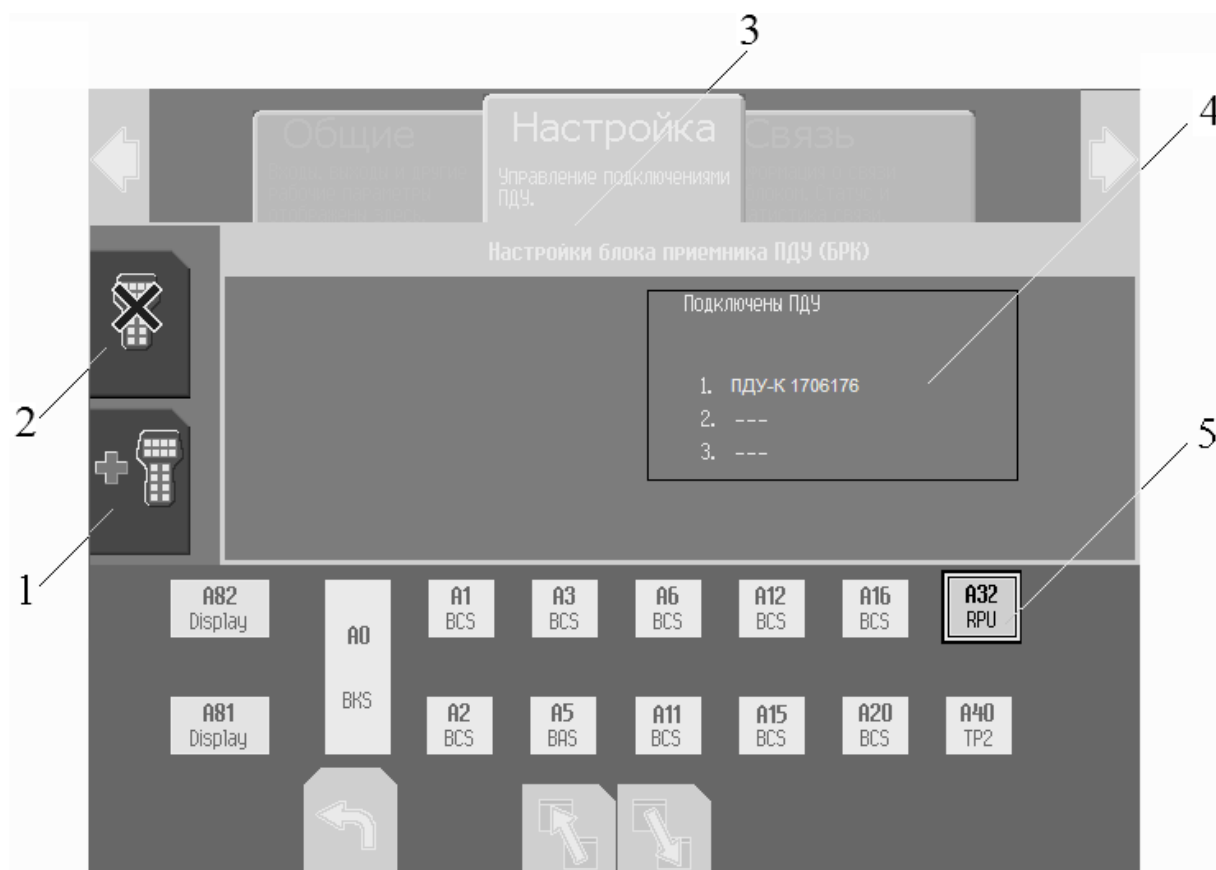 3
4
Общие
Настройка
Связь
Управление подключениями
ПДУ.
Настройки блока приемника ПДУ (БРК)
2
Подключены ПДУ
1. ПДУ-К 1706176
2. ---
3. ---
5
1
A82
Display
A0
BKS
A1
BCS
A3
BCS
A6
BCS
A12
BCS
A16
BCS
A32
RPU
A81
Display
A2
BCS
A5
BAS
A11
BCS
A15
BCS
A20
BCS
A40
TP2